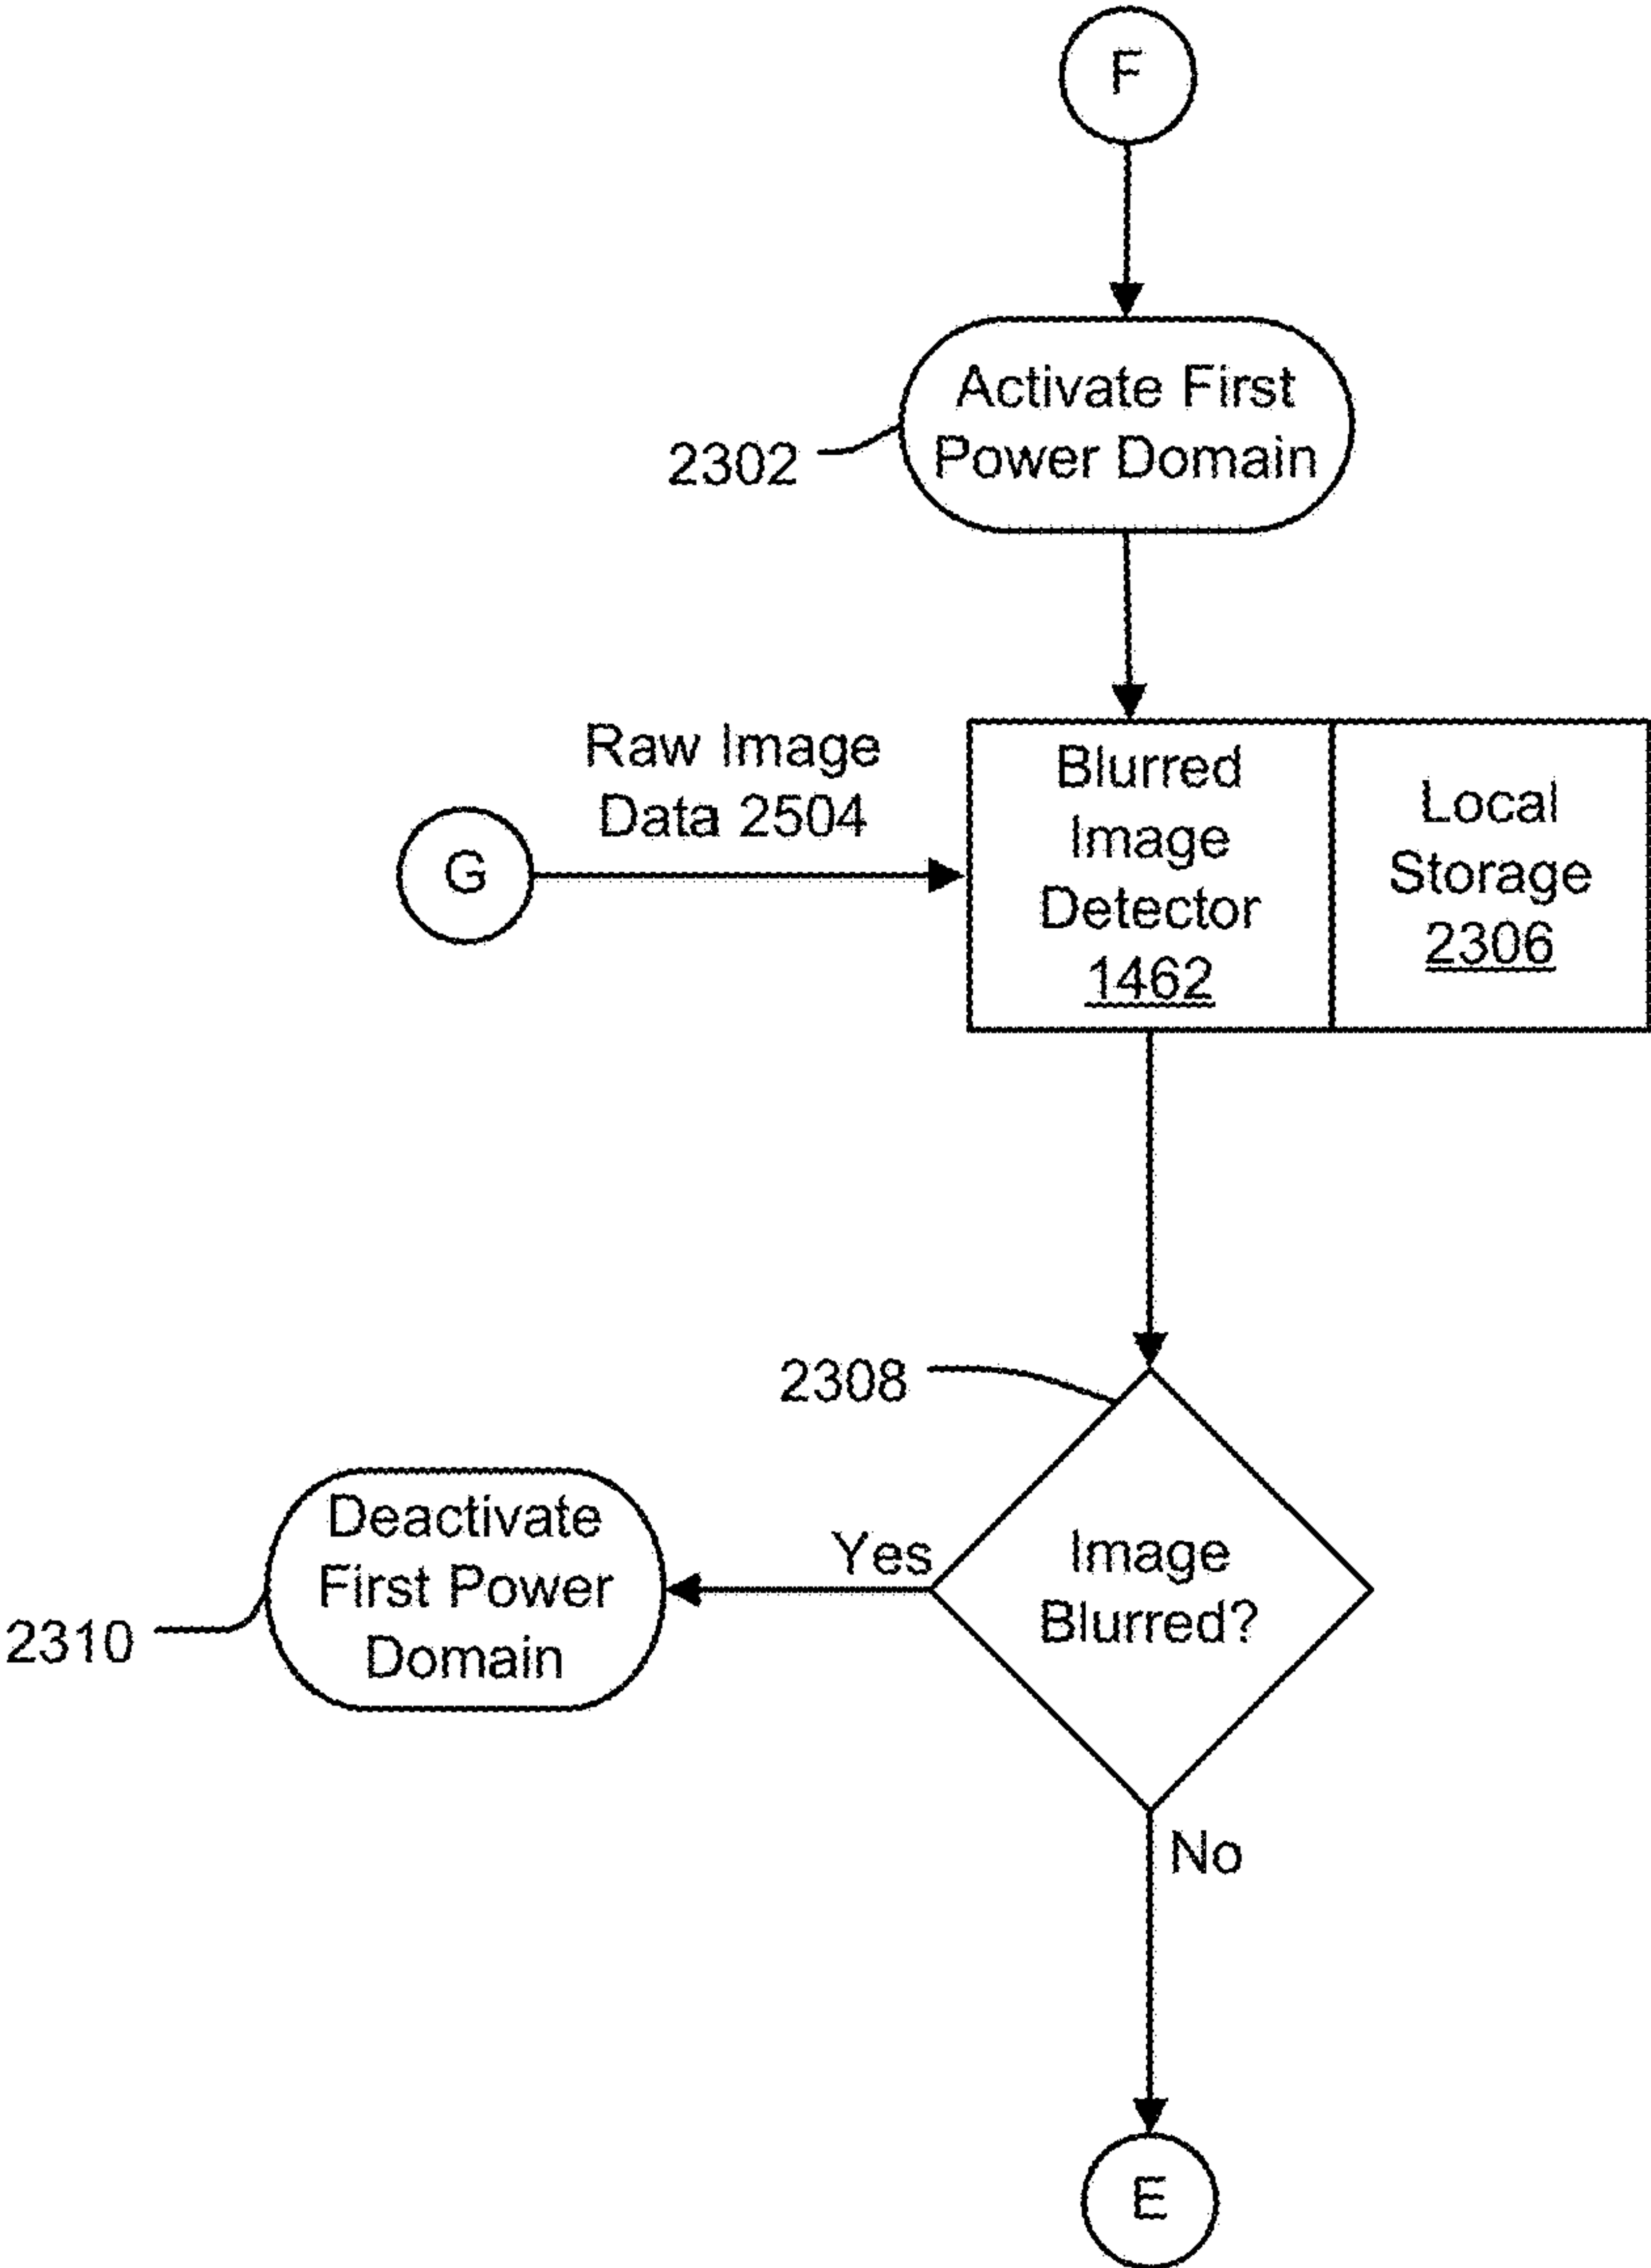 F
Activate First
Power Domain
2302
Raw Image
Data 2504
G
Blurred
Image
Detector
1462
Local
Storage
2306
2308
Image
Blurred?
Yes
Deactivate
First Power
Domain
2310
No
E